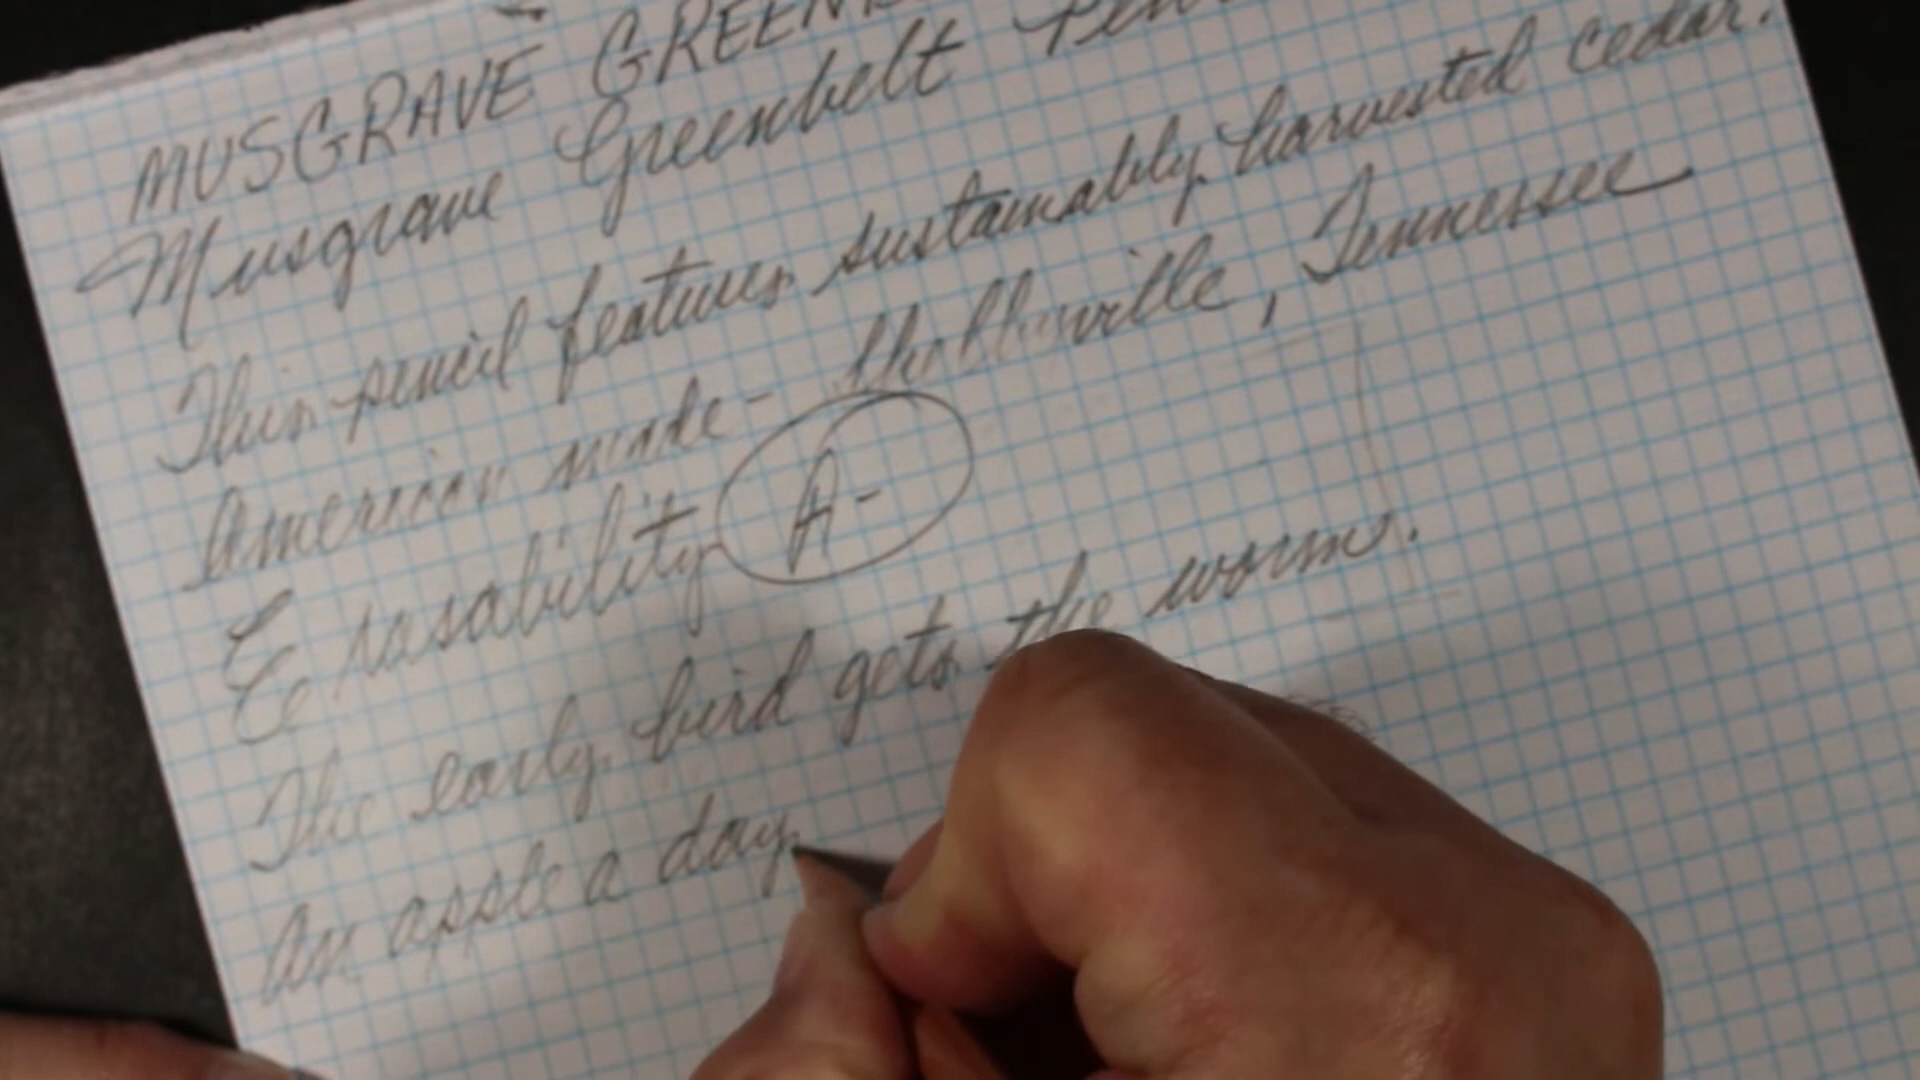 MUSGRAVE
Musgrave Greenbelt
This pencil features sustainably harvested cedar.
American made - Shelbyville, Tennessee
Erasability A-
The early bird gets the worm.
An apple a day